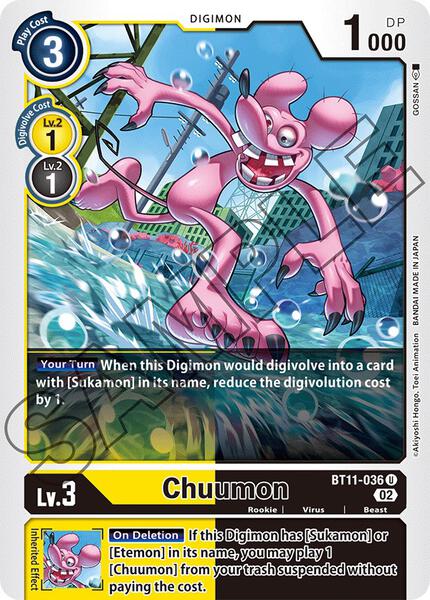 Play Cost
3
DIGIMON
DP
1000
Digivolve Cost
Lv.2
1
Lv.2
1
GOSSAN
©Akiyoshi Hongo, Toei Animation BANDAI MADE IN JAPAN
SAMPLE
Your Turn When this Digimon would digivolve into a card
with [Sukamon] in its name, reduce the digivolution cost
by 1.
BT11-036 U
Lv.3
Chuumon
02
Rookie | Virus | Beast
Inherited Effect
On Deletion If this Digimon has [Sukamon] or
[Etemon] in its name, you may play 1
[Chuumon] from your trash suspended without
paying the cost.